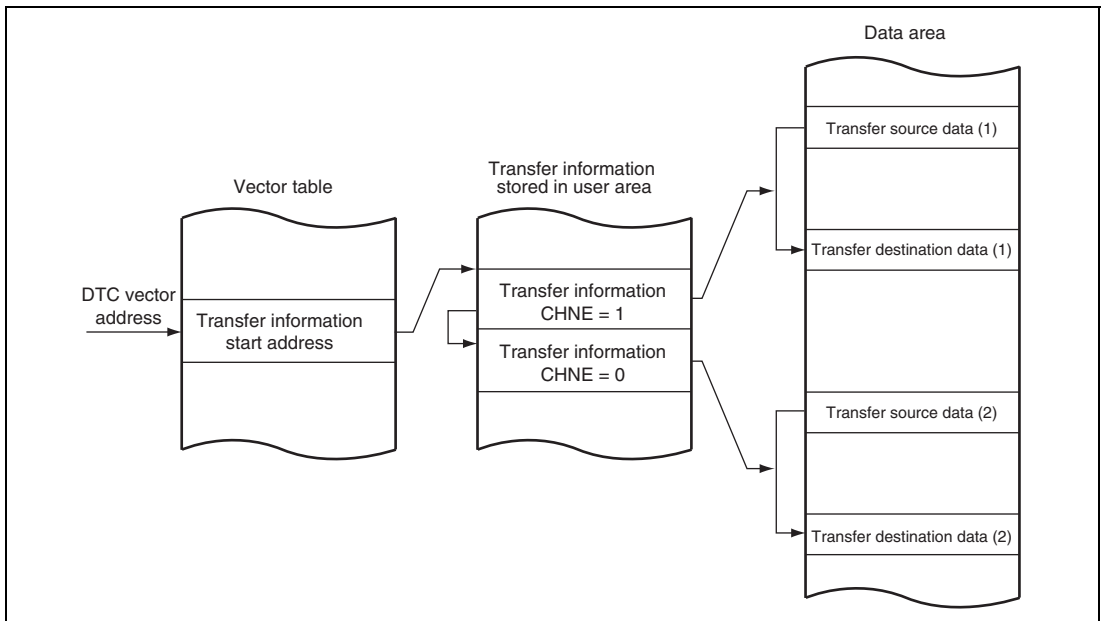 Data area
Transfer source data (1)
Transfer information
stored in user area
Vector table
Transfer destination data (1)
DTC vector
address
Transfer information
start address
Transfer information
CHNE = 1
Transfer information
CHNE = 0
Transfer source data (2)
Transfer destination data (2)